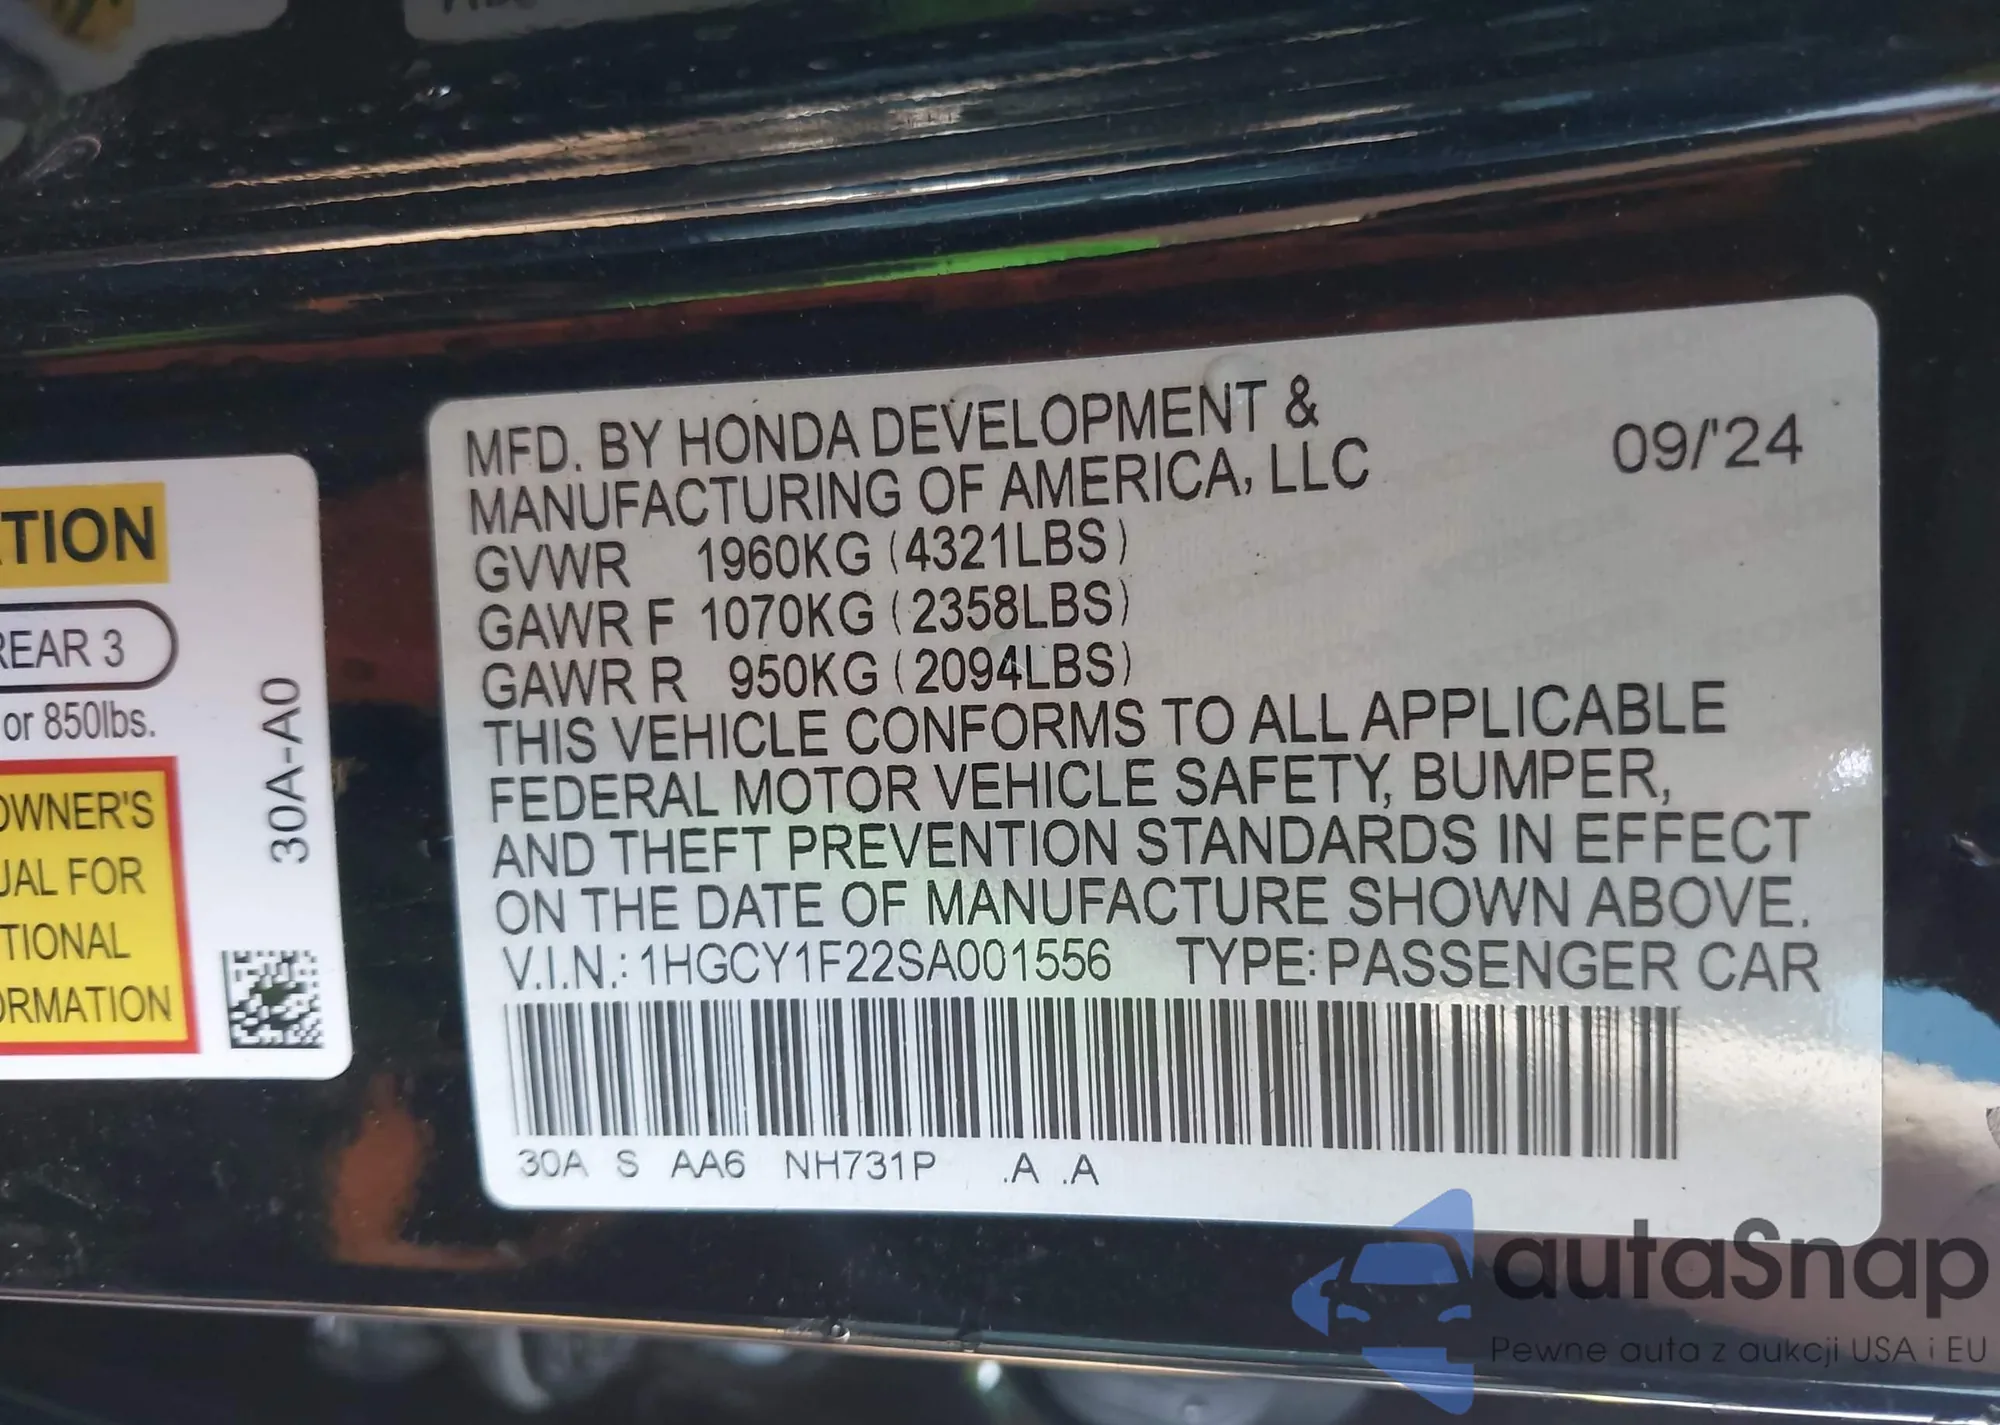 TION
REAR 3
or 850lbs.
OWNER'S
UAL FOR
TIONAL
ORMATION
30A-A0
MFD. BY HONDA DEVELOPMENT &
MANUFACTURING OF AMERICA, LLC
09/'24
GVWR 1960KG (4321LBS)
GAWR F 1070KG (2358LBS)
GAWR R 950KG (2094LBS)
THIS VEHICLE CONFORMS TO ALL APPLICABLE
FEDERAL MOTOR VEHICLE SAFETY, BUMPER,
AND THEFT PREVENTION STANDARDS IN EFFECT
ON THE DATE OF MANUFACTURE SHOWN ABOVE.
V.I.N.: 1HGCY1F22SA001556 TYPE: PASSENGER CAR
30A S AA6 NH731P .A .A
autaSnap
Pewne auta z aukcji USA i EU